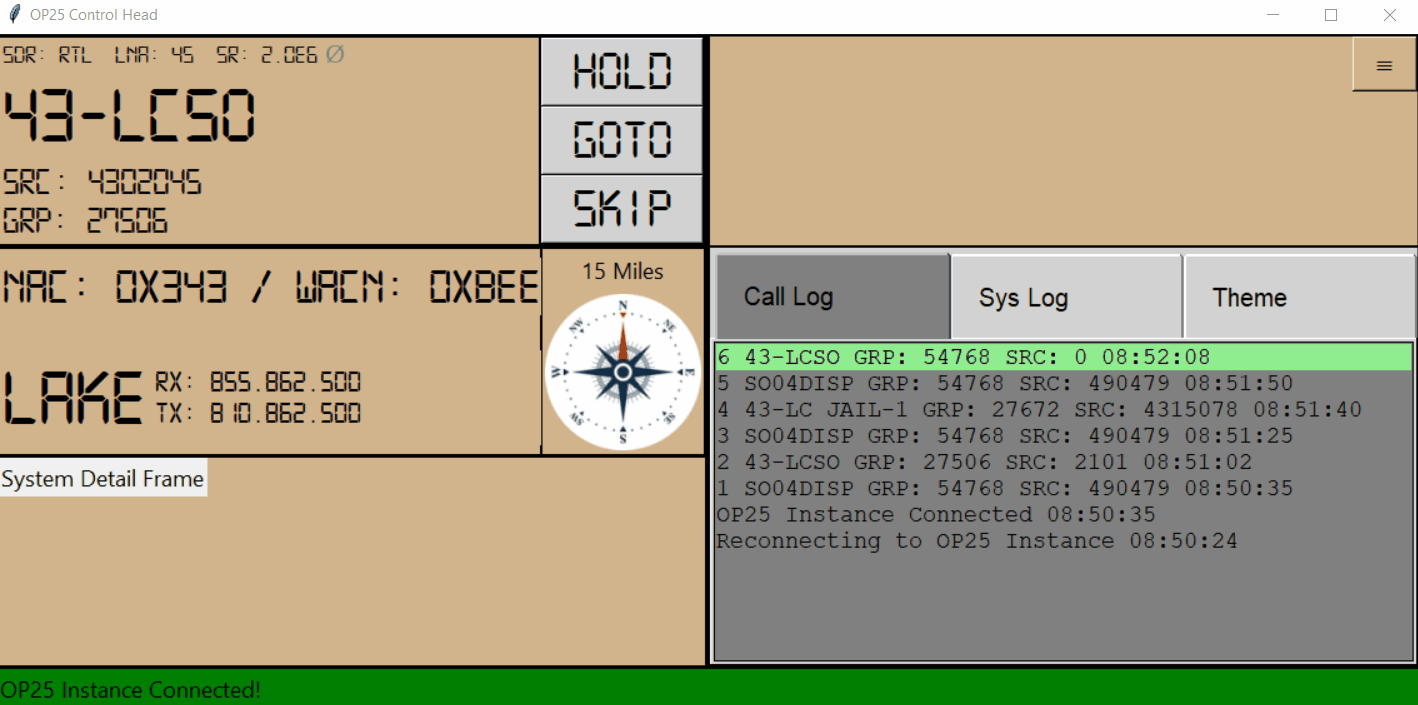 OP25 Control Head
SDR: RTL LNA: 45 SR: 2.0E6 Ø
43-LCSO
SRC: 4302045
GRP: 27506
HOLD
GOTO
SKIP
≡
NAC: 0X343 / WACN: 0XBEE
LAKE
RX: 855.862.500
TX: 810.862.500
15 Miles
N
NE
E
SE
S
SW
W
NW
System Detail Frame
Call Log
Sys Log
Theme
6 43-LCSO GRP: 54768 SRC: 0 08:52:08
5 SO04DISP GRP: 54768 SRC: 490479 08:51:50
4 43-LC JAIL-1 GRP: 27672 SRC: 4315078 08:51:40
3 SO04DISP GRP: 54768 SRC: 490479 08:51:25
2 43-LCSO GRP: 27506 SRC: 2101 08:51:02
1 SO04DISP GRP: 54768 SRC: 490479 08:50:35
OP25 Instance Connected 08:50:35
Reconnecting to OP25 Instance 08:50:24
OP25 Instance Connected!